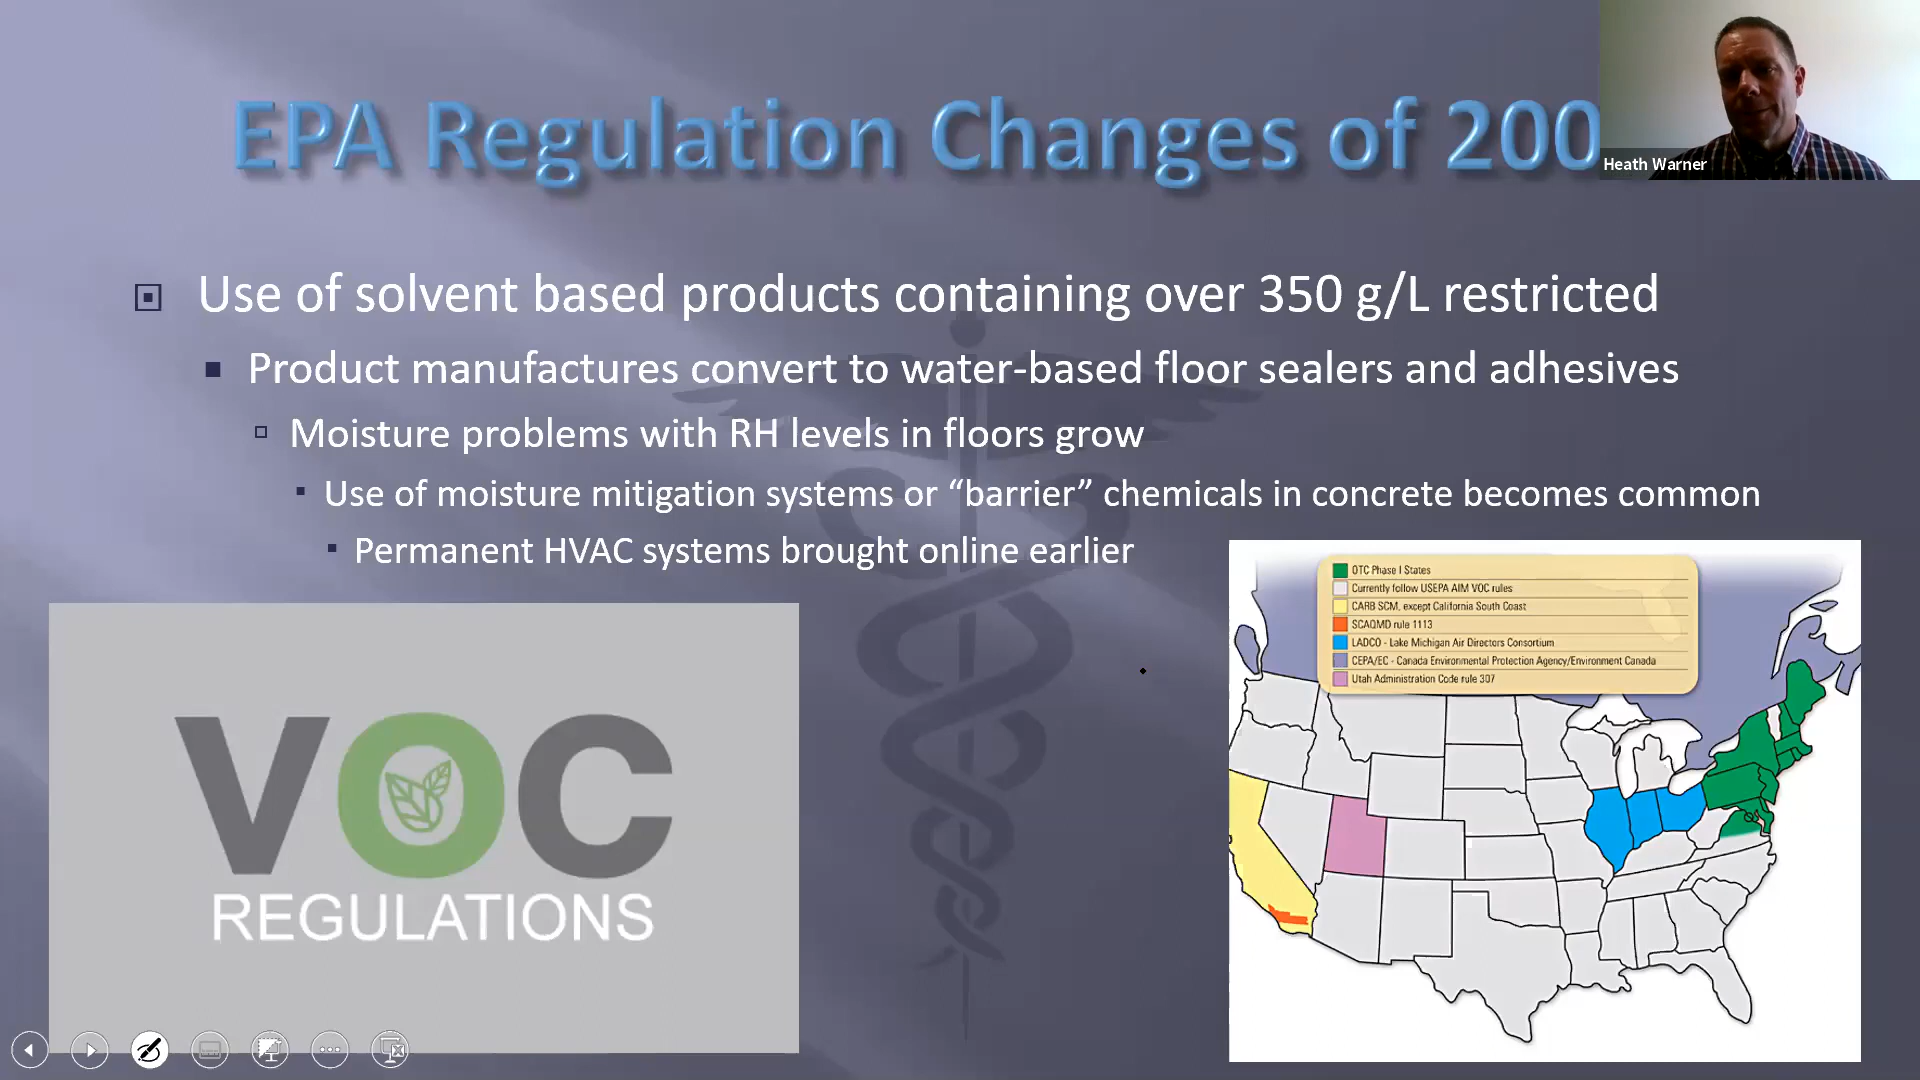 EPA Regulation Changes of 200
Heath Warner
Use of solvent based products containing over 350 g/L restricted
Product manufactures convert to water-based floor sealers and adhesives
Moisture problems with RH levels in floors grow
Use of moisture mitigation systems or “barrier” chemicals in concrete becomes common
Permanent HVAC systems brought online earlier
VOC
REGULATIONS
OTC Phase I States
Currently follow USEPA AIM VOC rules
CARB SCM, except California South Coast
SCAQMD rule 1113
LADCO - Lake Michigan Air Directors Consortium
CEPA/EC - Canada Environmental Protection Agency/Environment Canada
Utah Administration Code rule 307